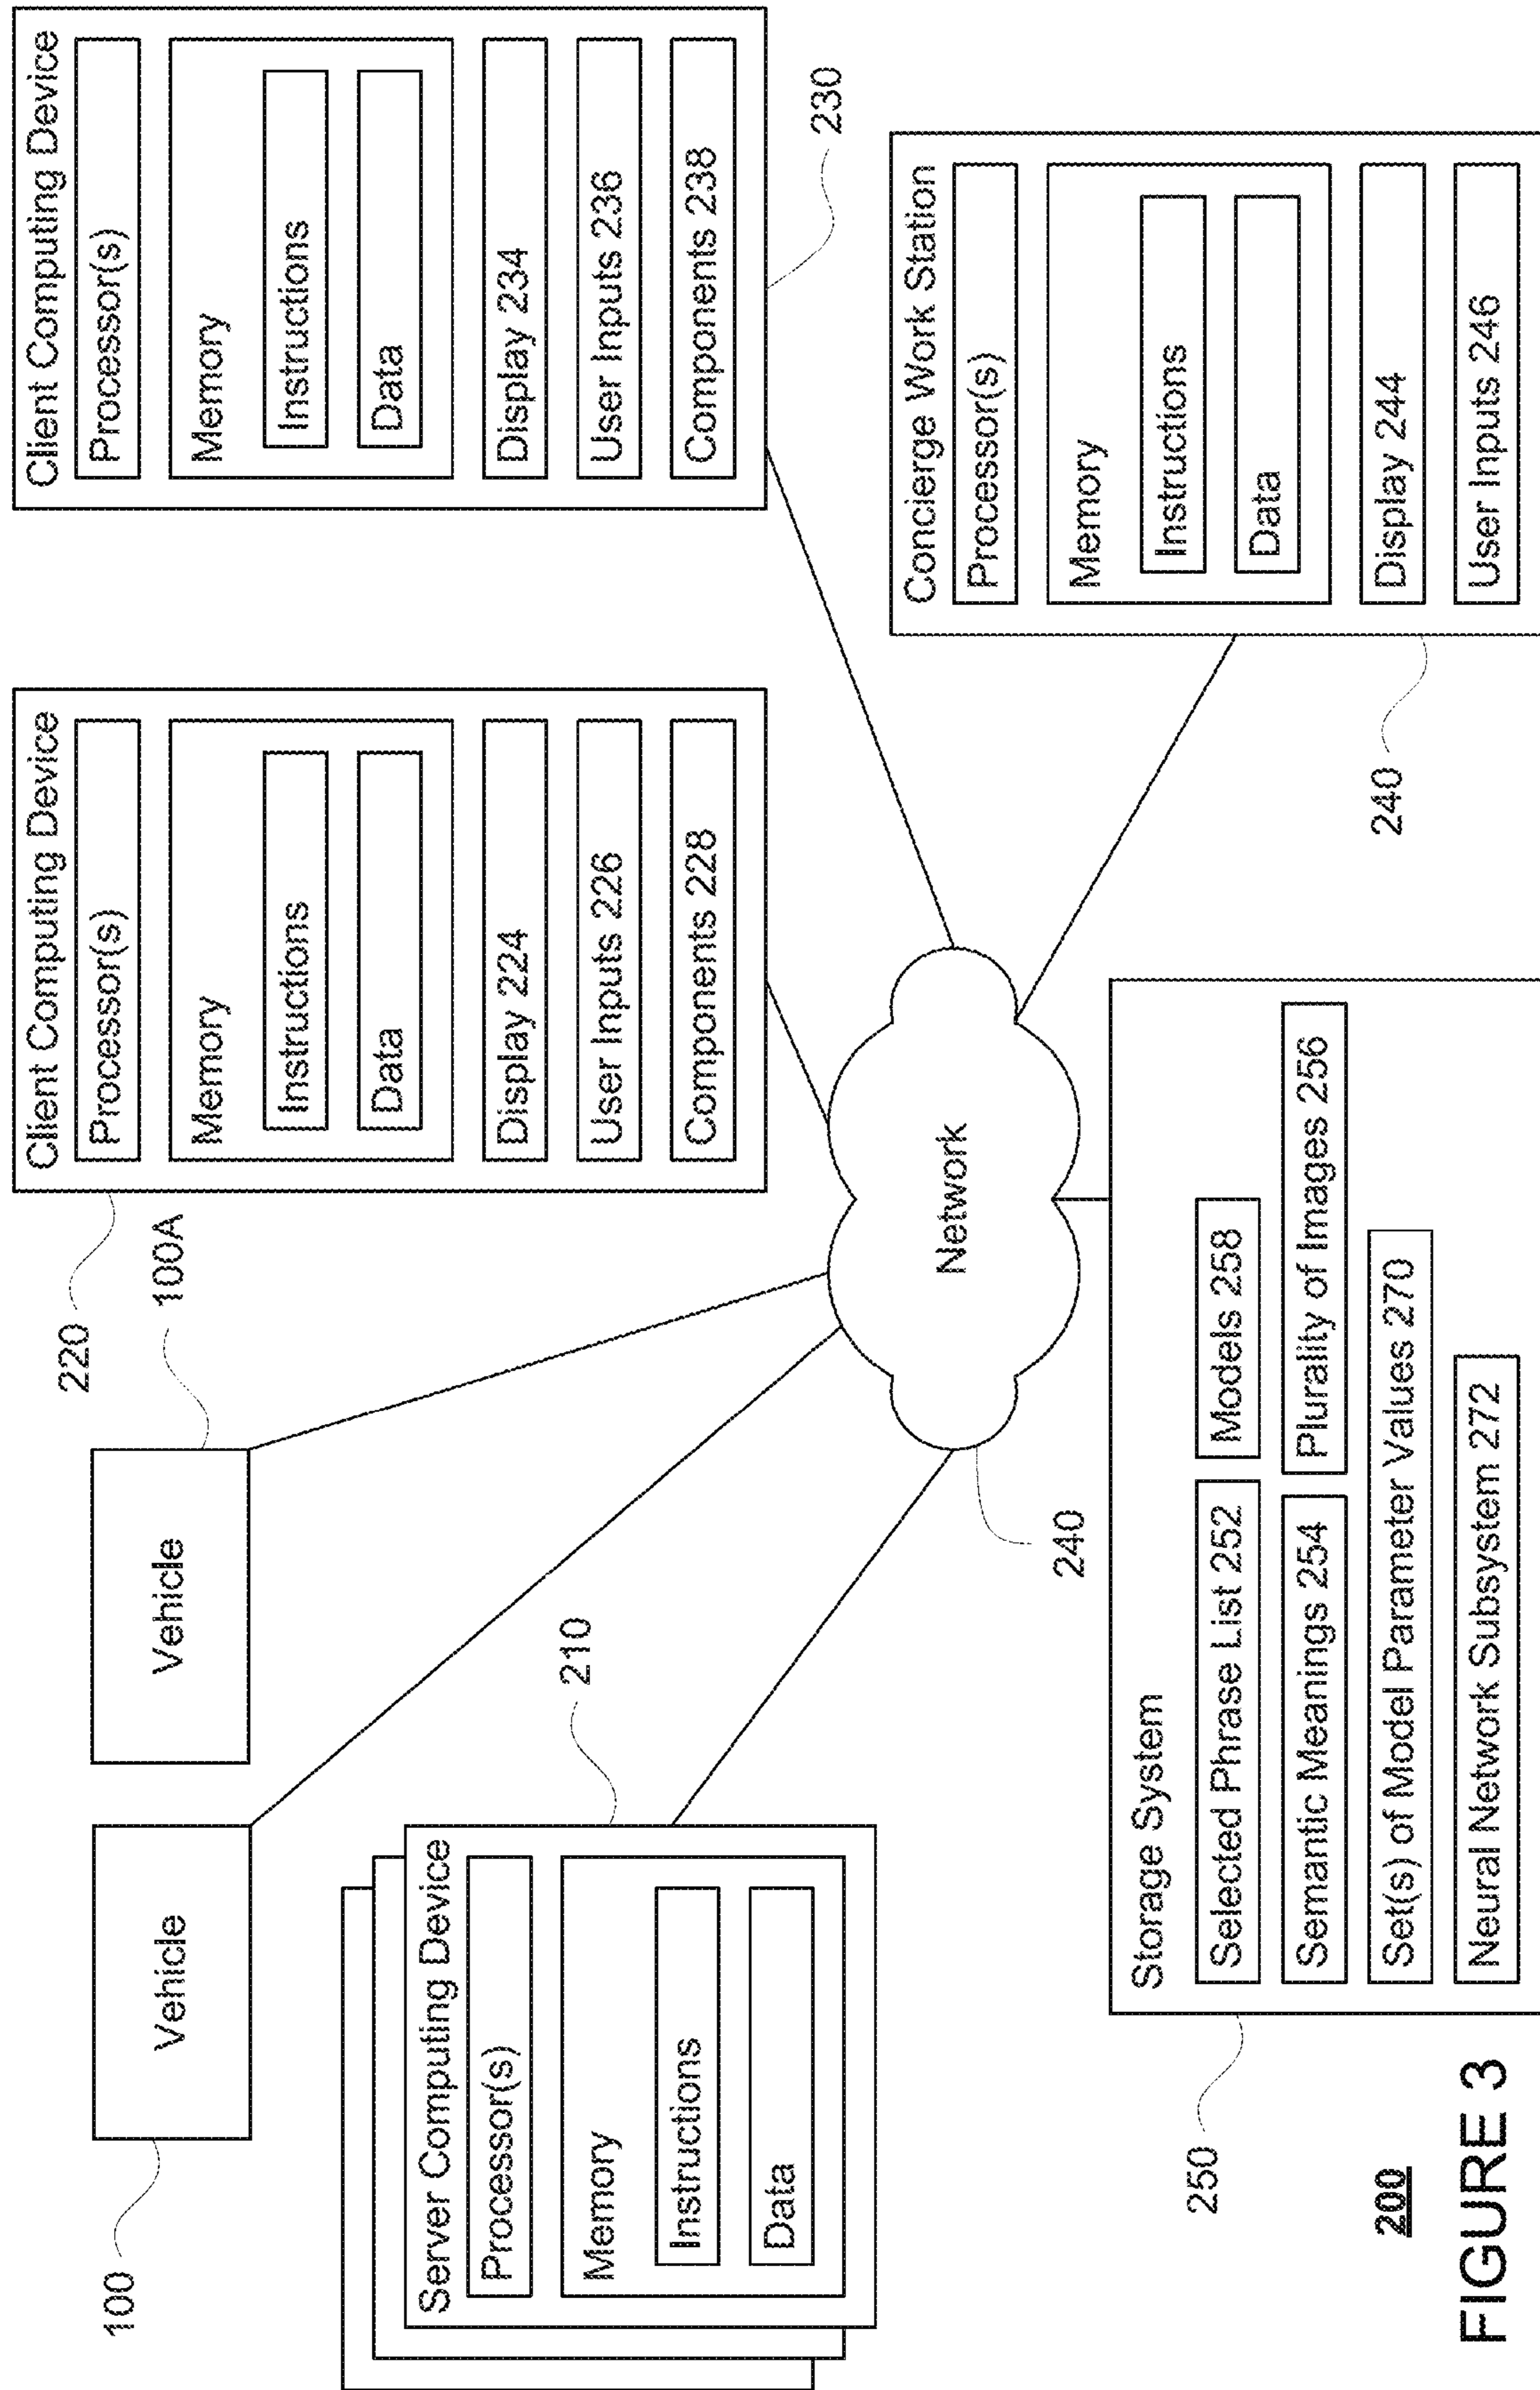 100
Vehicle
Vehicle
100A
220
Client Computing Device
Processor(s)
Memory
Instructions
Data
Display 224
User Inputs 226
Components 228
Client Computing Device
Processor(s)
Memory
Instructions
Data
Display 234
User Inputs 236
Components 238
230
Server Computing Device
Processor(s)
Memory
Instructions
Data
210
Network
240
Concierge Work Station
Processor(s)
Memory
Instructions
Data
Display 244
User Inputs 246
240
Storage System
Selected Phrase List 252
Models 258
Semantic Meanings 254
Plurality of Images 256
Set(s) of Model Parameter Values 270
Neural Network Subsystem 272
250
200
FIGURE 3